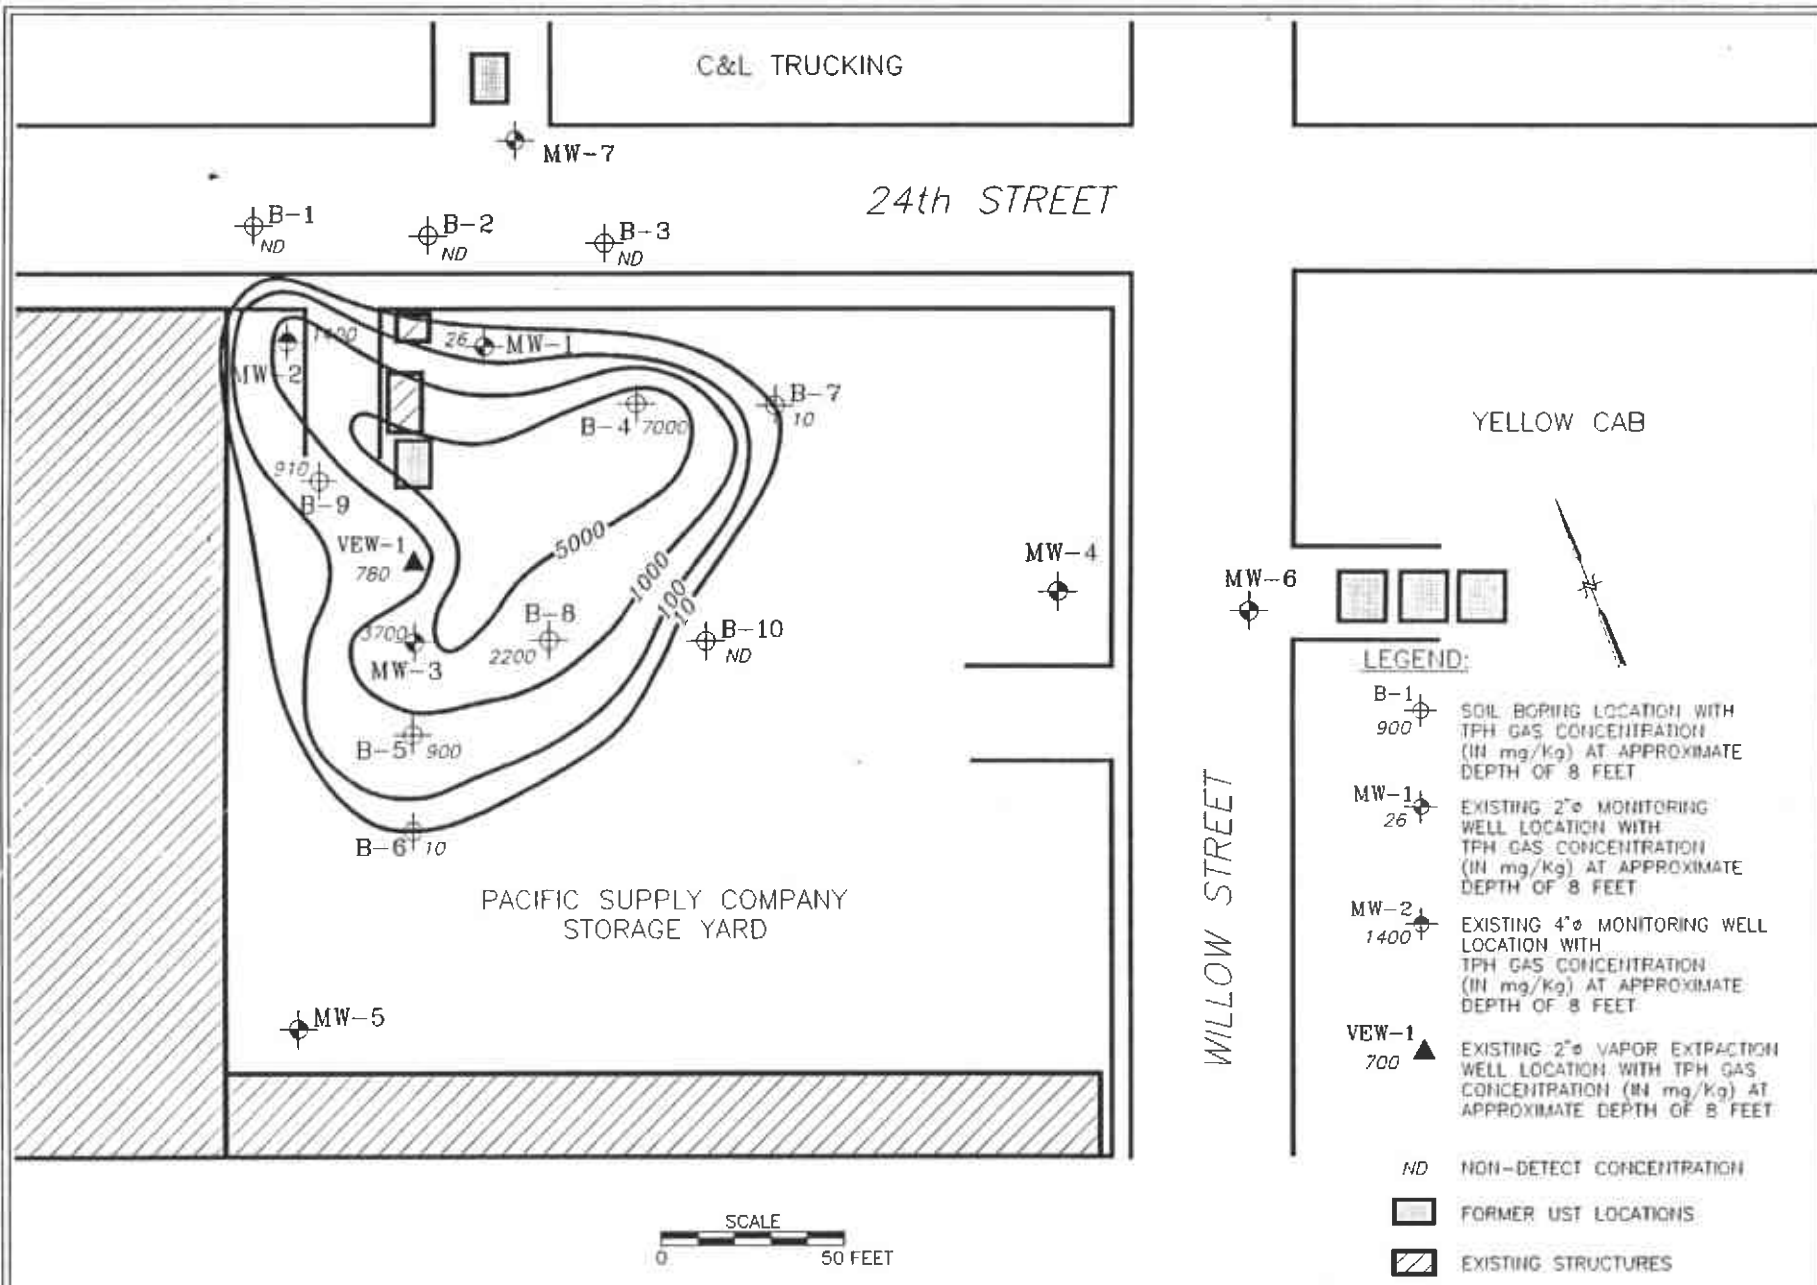 C&L TRUCKING
MW-7
24th STREET
B-1
ND
B-2
ND
B-3
ND
1400
MW-2
26
MW-1
B-7
10
B-4
7000
910
B-9
VEW-1
780
5000
1000
100
10
B-8
2200
3700
MW-3
B-10
ND
B-5
900
B-6
10
MW-4
MW-6
YELLOW CAB
PACIFIC SUPPLY COMPANY
STORAGE YARD
MW-5
WILLOW STREET
SCALE
0
50 FEET
LEGEND:
B-1
900
SOIL BORING LOCATION WITH
TPH GAS CONCENTRATION
(IN mg/Kg) AT APPROXIMATE
DEPTH OF 8 FEET
MW-1
26
EXISTING 2"ø MONITORING
WELL LOCATION WITH
TPH GAS CONCENTRATION
(IN mg/Kg) AT APPROXIMATE
DEPTH OF 8 FEET
MW-2
1400
EXISTING 4"ø MONITORING WELL
LOCATION WITH
TPH GAS CONCENTRATION
(IN mg/Kg) AT APPROXIMATE
DEPTH OF 8 FEET
VEW-1
700
EXISTING 2"ø VAPOR EXTRACTION
WELL LOCATION WITH TPH GAS
CONCENTRATION (IN mg/Kg) AT
APPROXIMATE DEPTH OF 8 FEET
ND
NON-DETECT CONCENTRATION
FORMER UST LOCATIONS
EXISTING STRUCTURES